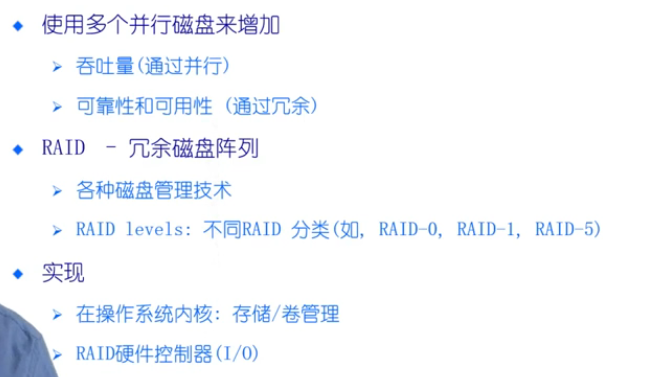 使用多个并行磁盘来增加
吞吐量(通过并行)
可靠性和可用性 (通过冗余)
RAID - 冗余磁盘阵列
各种磁盘管理技术
RAID levels: 不同RAID 分类(如, RAID-0, RAID-1, RAID-5)
实现
在操作系统内核: 存储/卷管理
RAID硬件控制器(I/O)